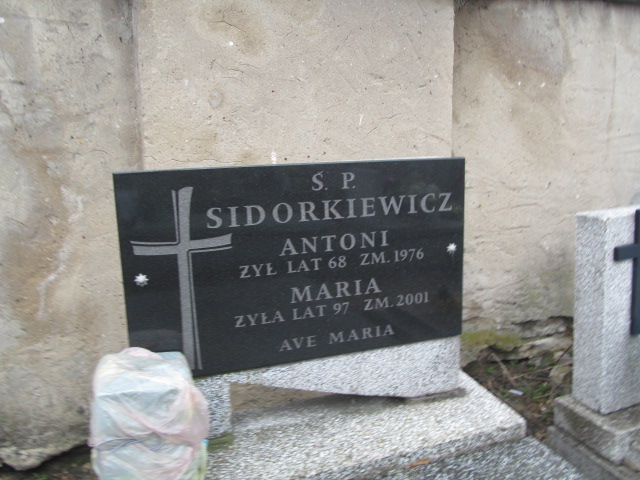 S. P.
SIDORKIEWICZ
ANTONI
ŻYŁ LAT 68 ZM. 1976
MARIA
ŻYŁA LAT 97 ZM. 2001
AVE MARIA